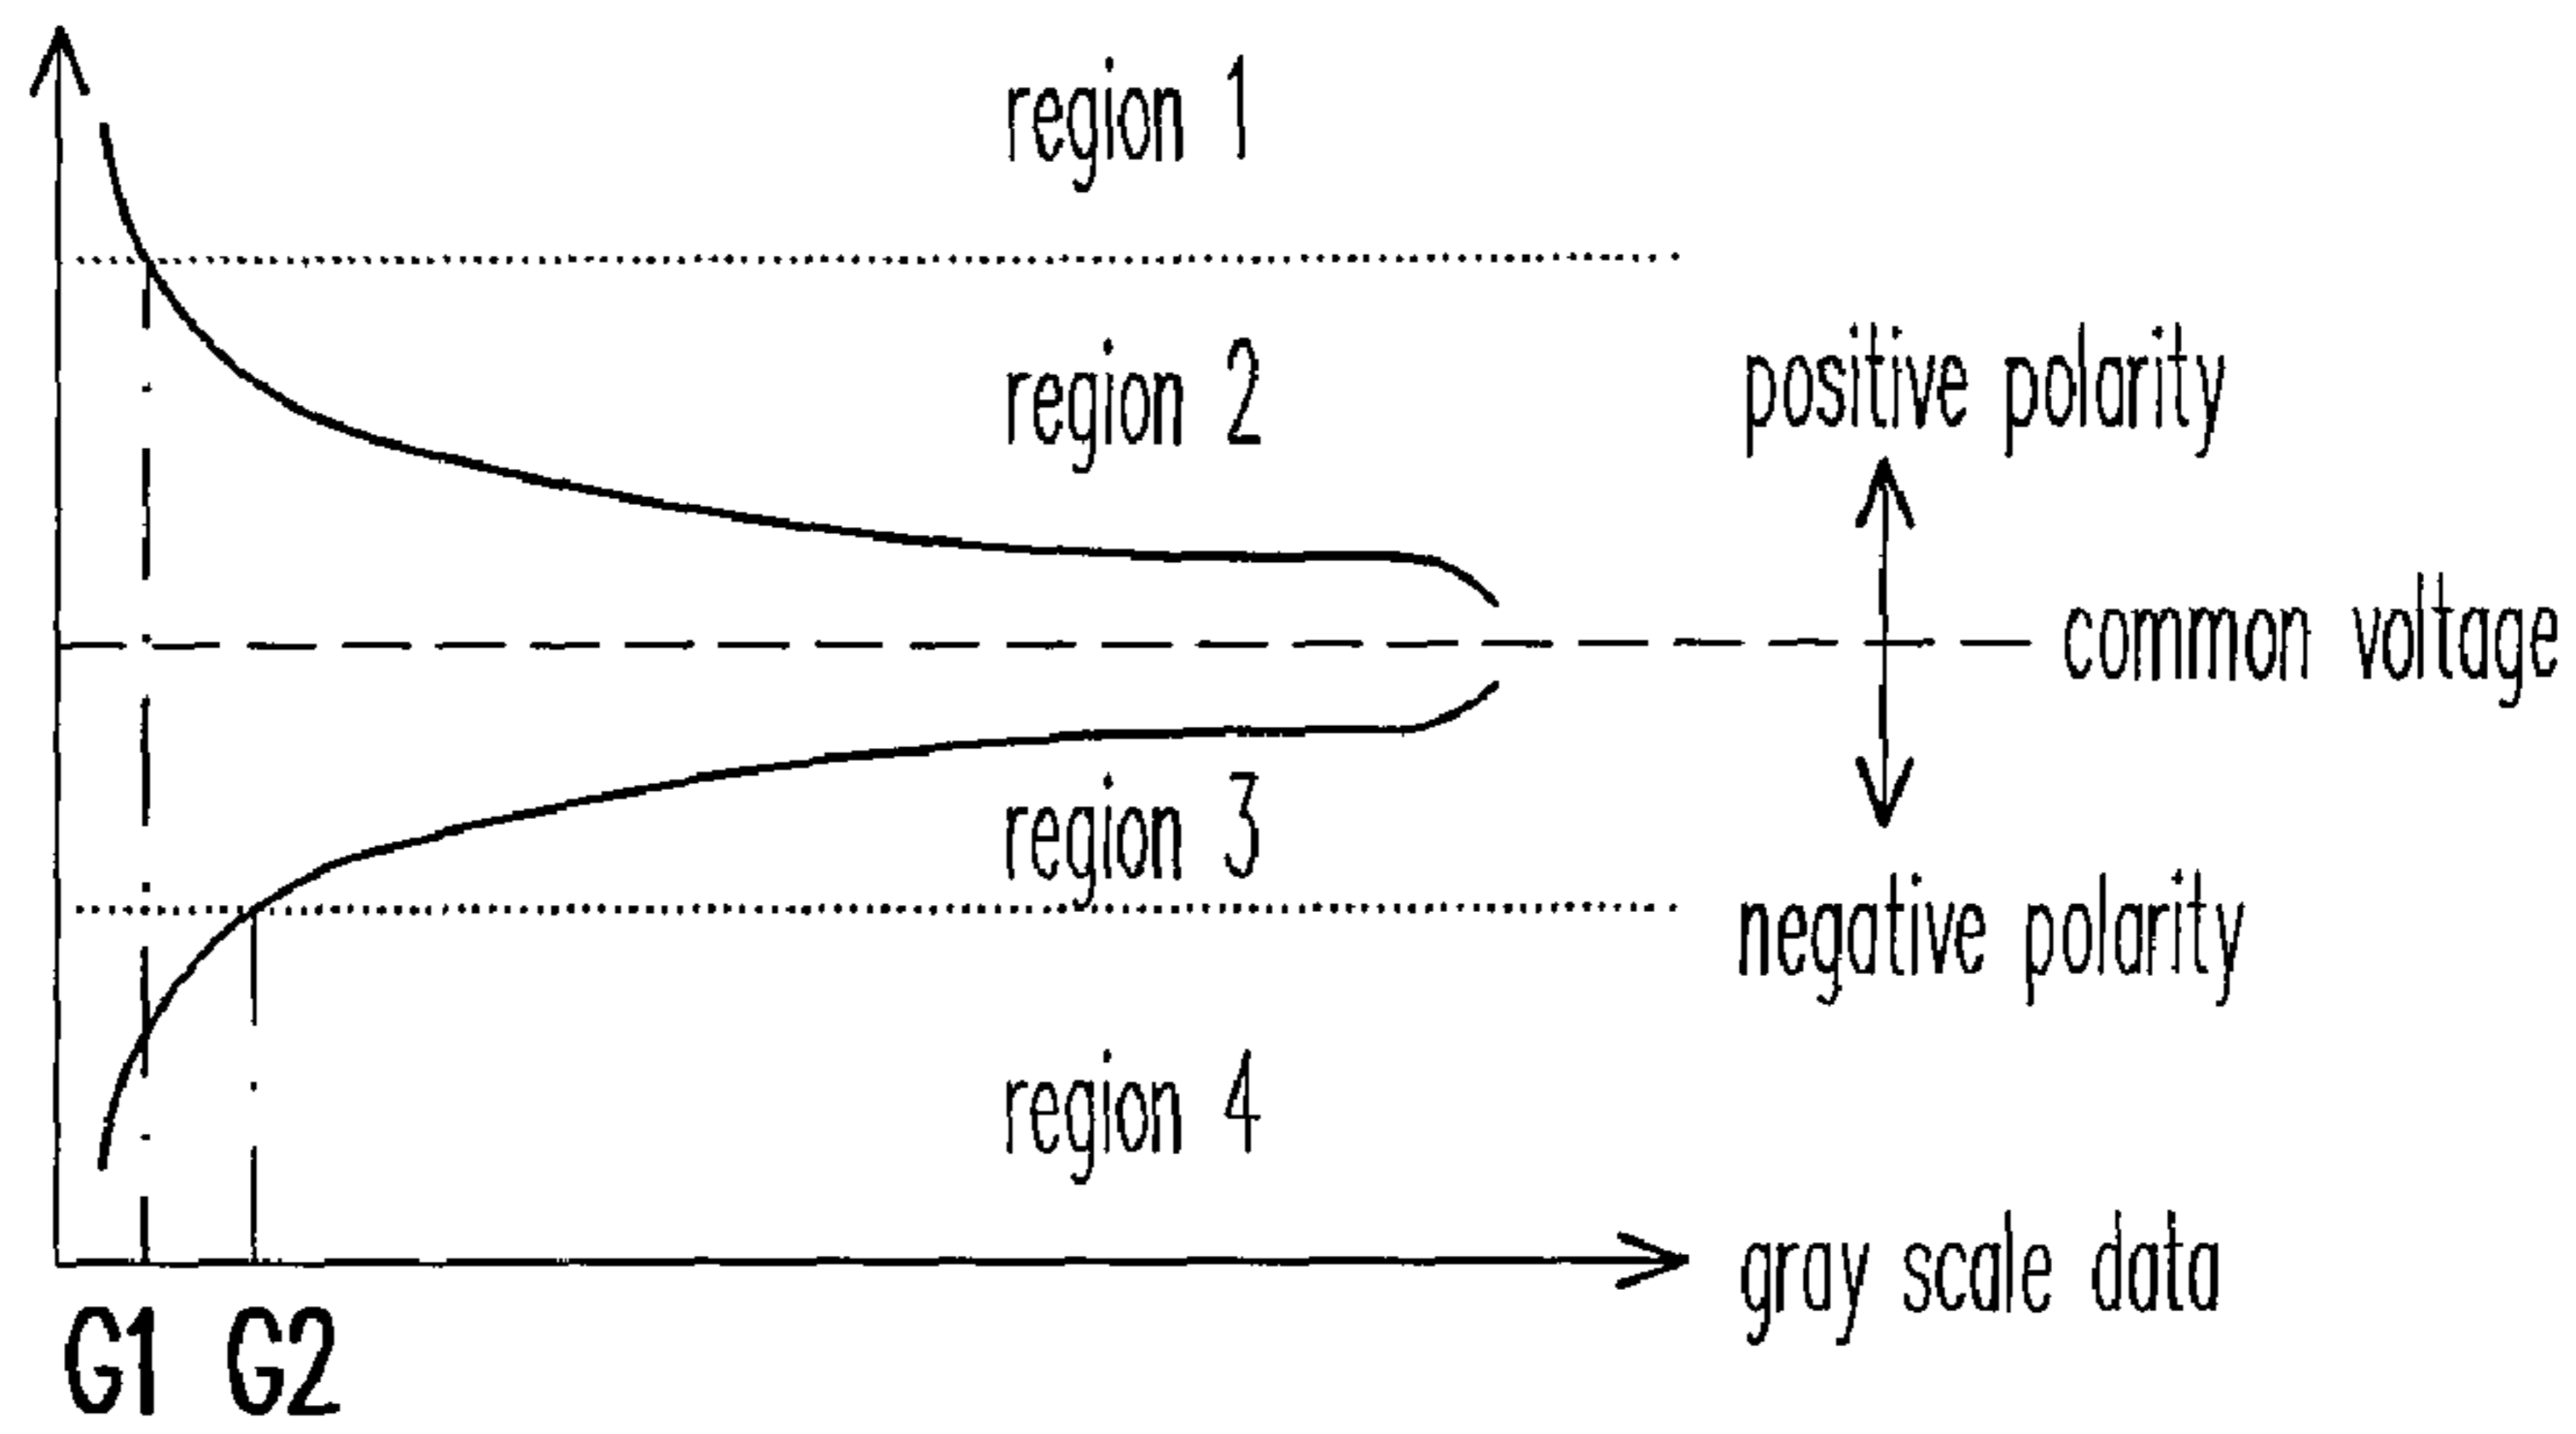 region 1
region 2
positive polarity
common voltage
region 3
negative polarity
region 4
gray scale data
G1 G2